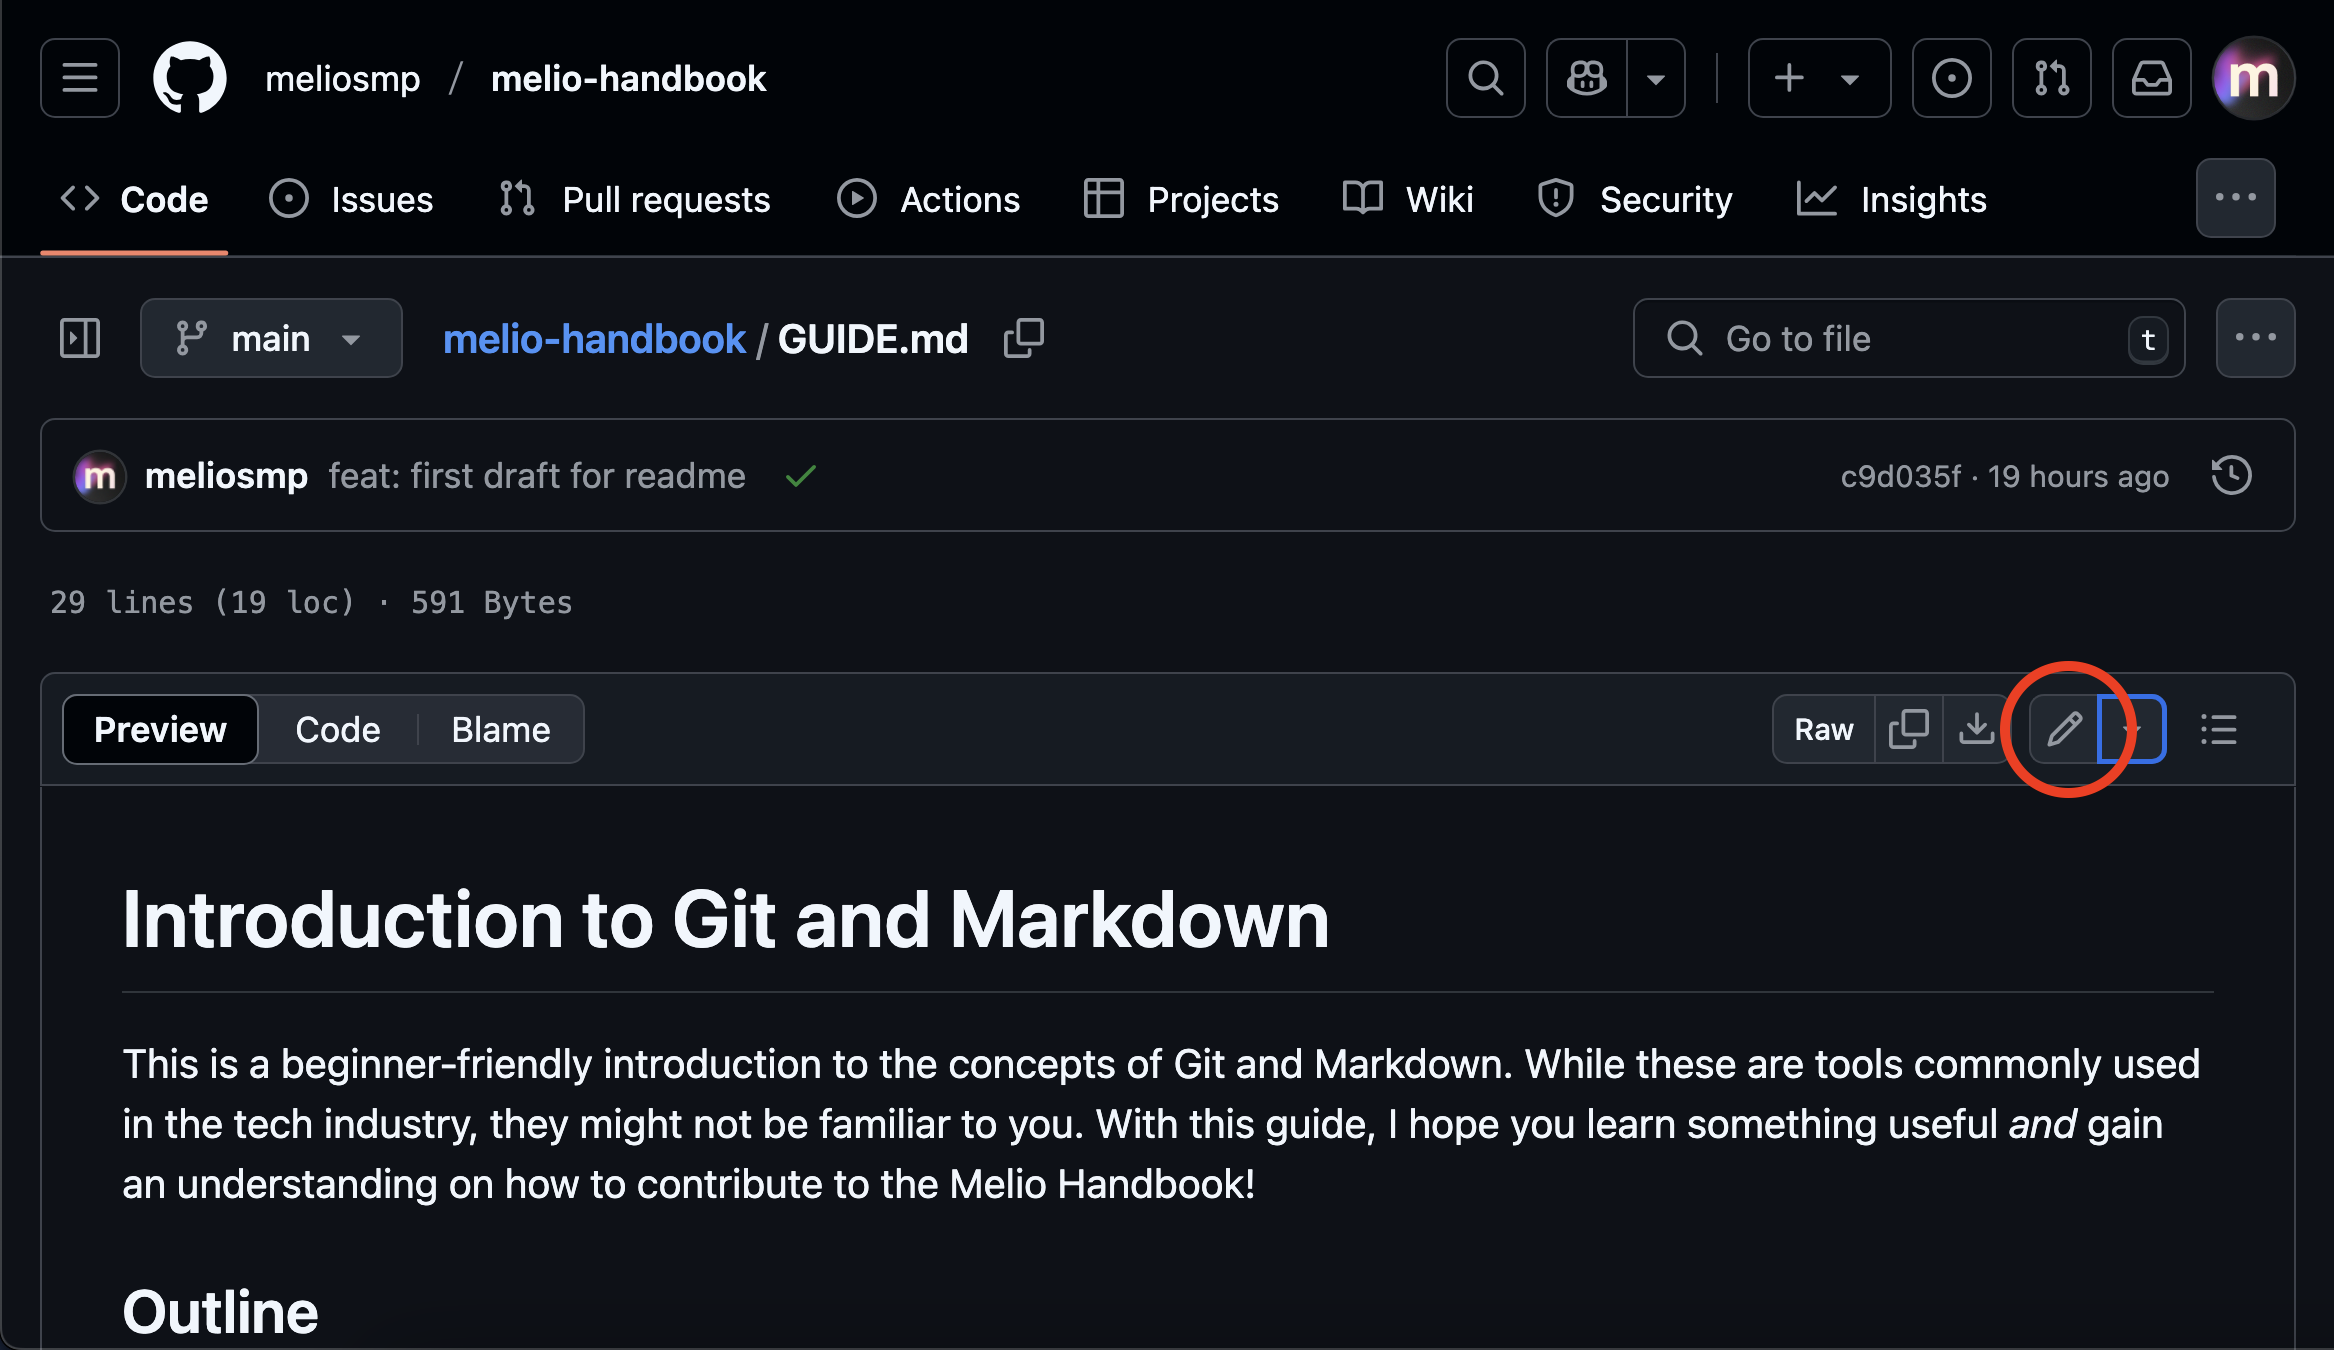 meliosmp / melio-handbook
m
Code
Issues
Pull requests
Actions
Projects
Wiki
Security
Insights
main
melio-handbook / GUIDE.md
Go to file
t
m
meliosmp feat: first draft for readme
c9d035f · 19 hours ago
29 lines (19 loc) · 591 Bytes
Preview
Code
Blame
Raw
Introduction to Git and Markdown
This is a beginner-friendly introduction to the concepts of Git and Markdown. While these are tools commonly used
in the tech industry, they might not be familiar to you. With this guide, I hope you learn something useful and gain
an understanding on how to contribute to the Melio Handbook!
Outline